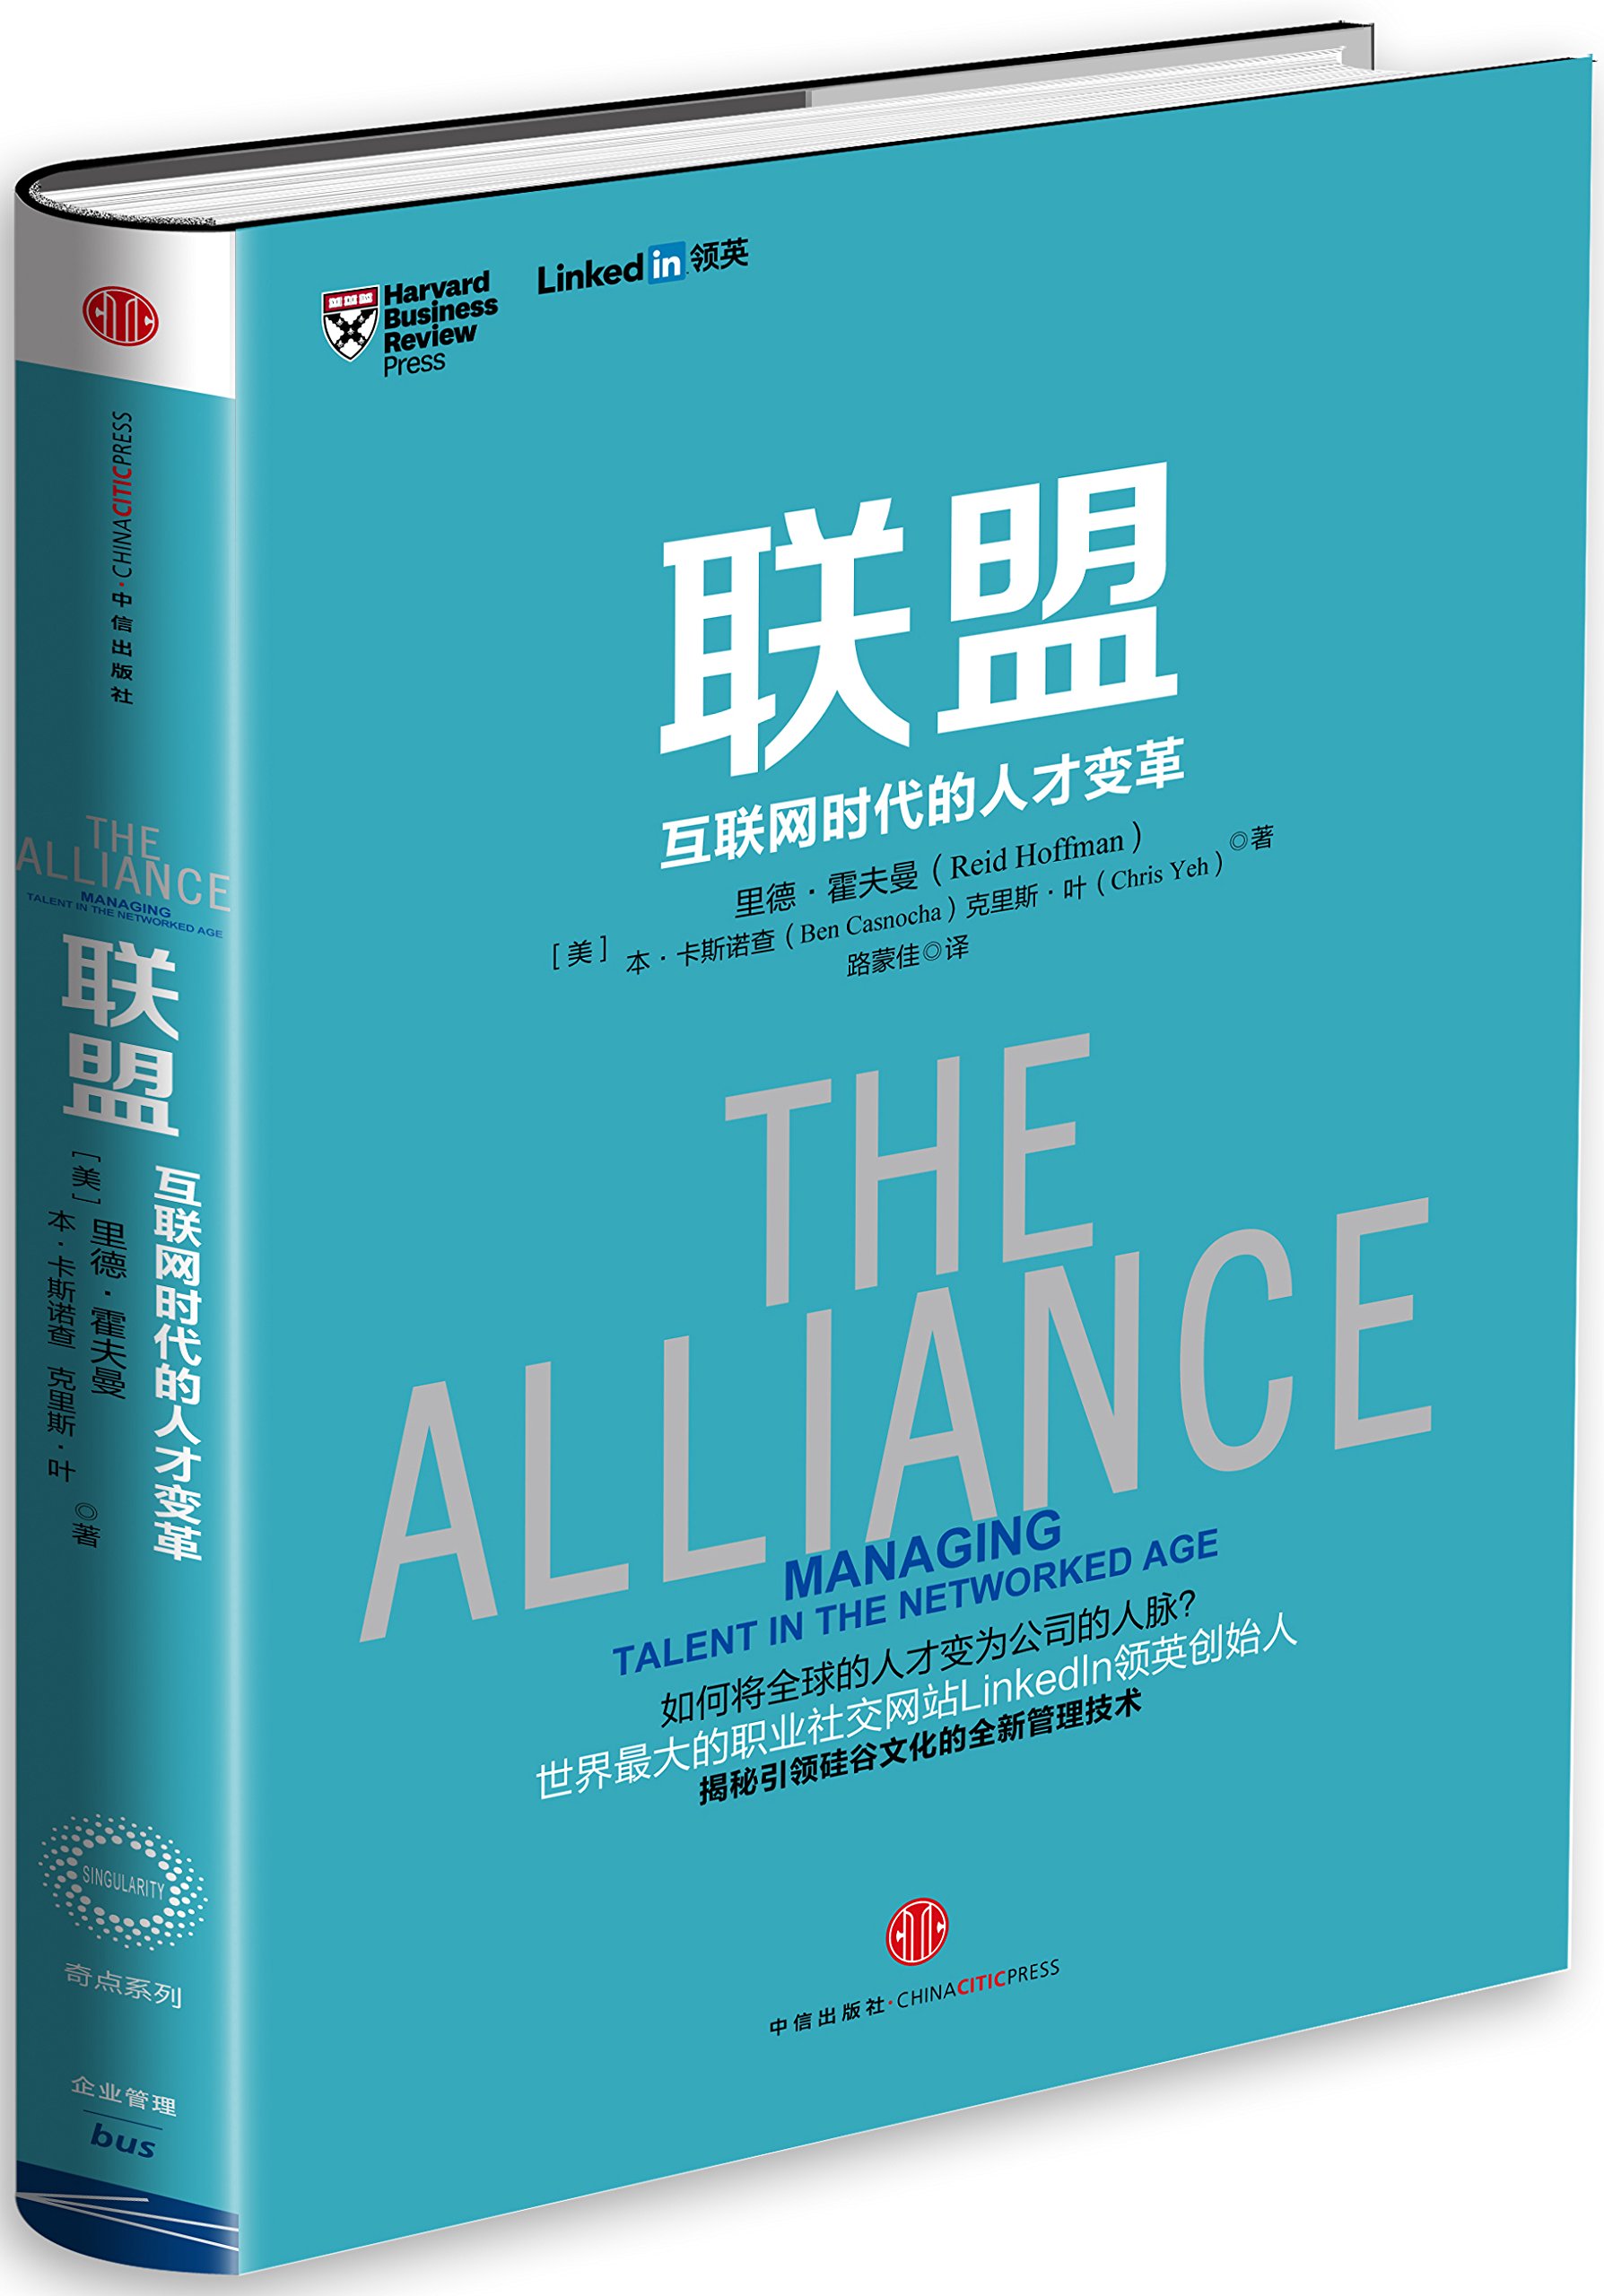 Harvard
Business
Review
Press
Linkedin 领英
联盟
互联网时代的人才变革
里德·霍夫曼（Reid Hoffman）
[美] 本·卡斯诺查（Ben Casnocha）克里斯·叶（Chris Yeh）◎著
路蒙佳◎译
THE
ALLIANCE
MANAGING
TALENT IN THE NETWORKED AGE
如何将全球的人才变为公司的人脉?
世界最大的职业社交网站LinkedIn领英创始人
揭秘引领硅谷文化的全新管理技术
中信出版社·CHINACITICPRESS
中信出版社·CHINACITICPRESS
THE
ALLIANCE
MANAGING
TALENT IN THE NETWORKED AGE
联盟
互联网时代的人才变革
[美] 里德·霍夫曼
本·卡斯诺查 克里斯·叶 ◎著
SINGULARITY
奇点系列
企业管理
bus